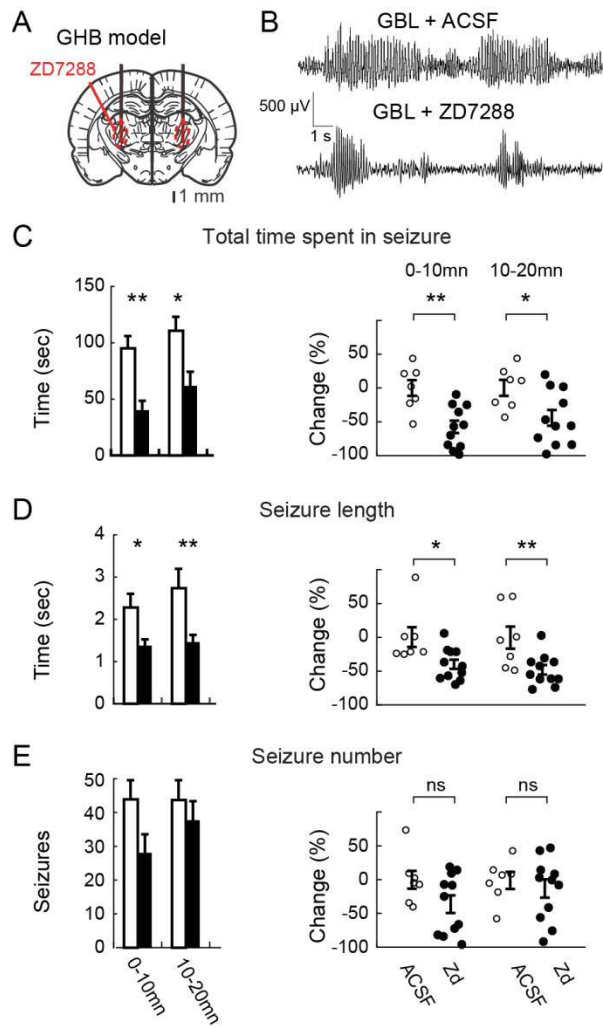 A
GHB model
ZD7288
1 mm
B
GBL + ACSF
500 µV
1 s
GBL + ZD7288
C
Total time spent in seizure
Time (sec)
150
100
50
0
** *
0-10mn 10-20mn
** *
Change (%)
50
0
-50
-100
D
Seizure length
Time (sec)
4
3
2
1
0
* **
* **
Change (%)
50
0
-50
-100
E
Seizure number
Seizures
50
40
30
20
10
0
0-10mn
10-20mn
ns ns
Change (%)
50
0
-50
-100
ACSF
Zd
ACSF
Zd